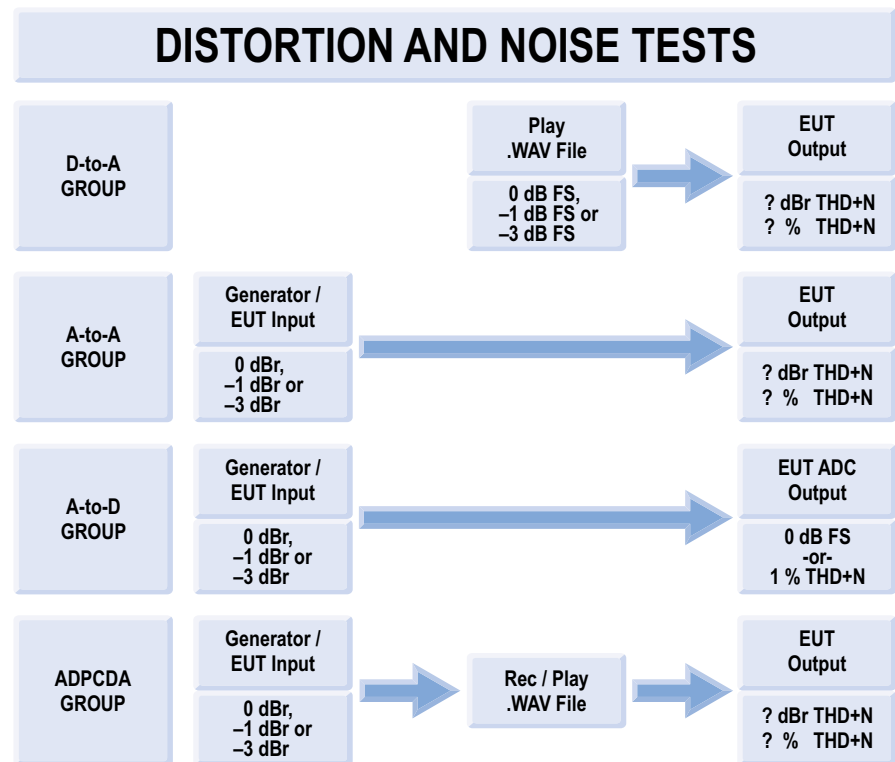 DISTORTION AND NOISE TESTS
D-to-A
GROUP
Play
.WAV File
0 dB FS,
–1 dB FS or
–3 dB FS
EUT
Output
? dBr THD+N
? % THD+N
A-to-A
GROUP
Generator /
EUT Input
0 dBr,
–1 dBr or
–3 dBr
EUT
Output
? dBr THD+N
? % THD+N
A-to-D
GROUP
Generator /
EUT Input
0 dBr,
–1 dBr or
–3 dBr
EUT ADC
Output
0 dB FS
-or-
1 % THD+N
ADPCDA
GROUP
Generator /
EUT Input
0 dBr,
–1 dBr or
–3 dBr
Rec / Play
.WAV File
EUT
Output
? dBr THD+N
? % THD+N